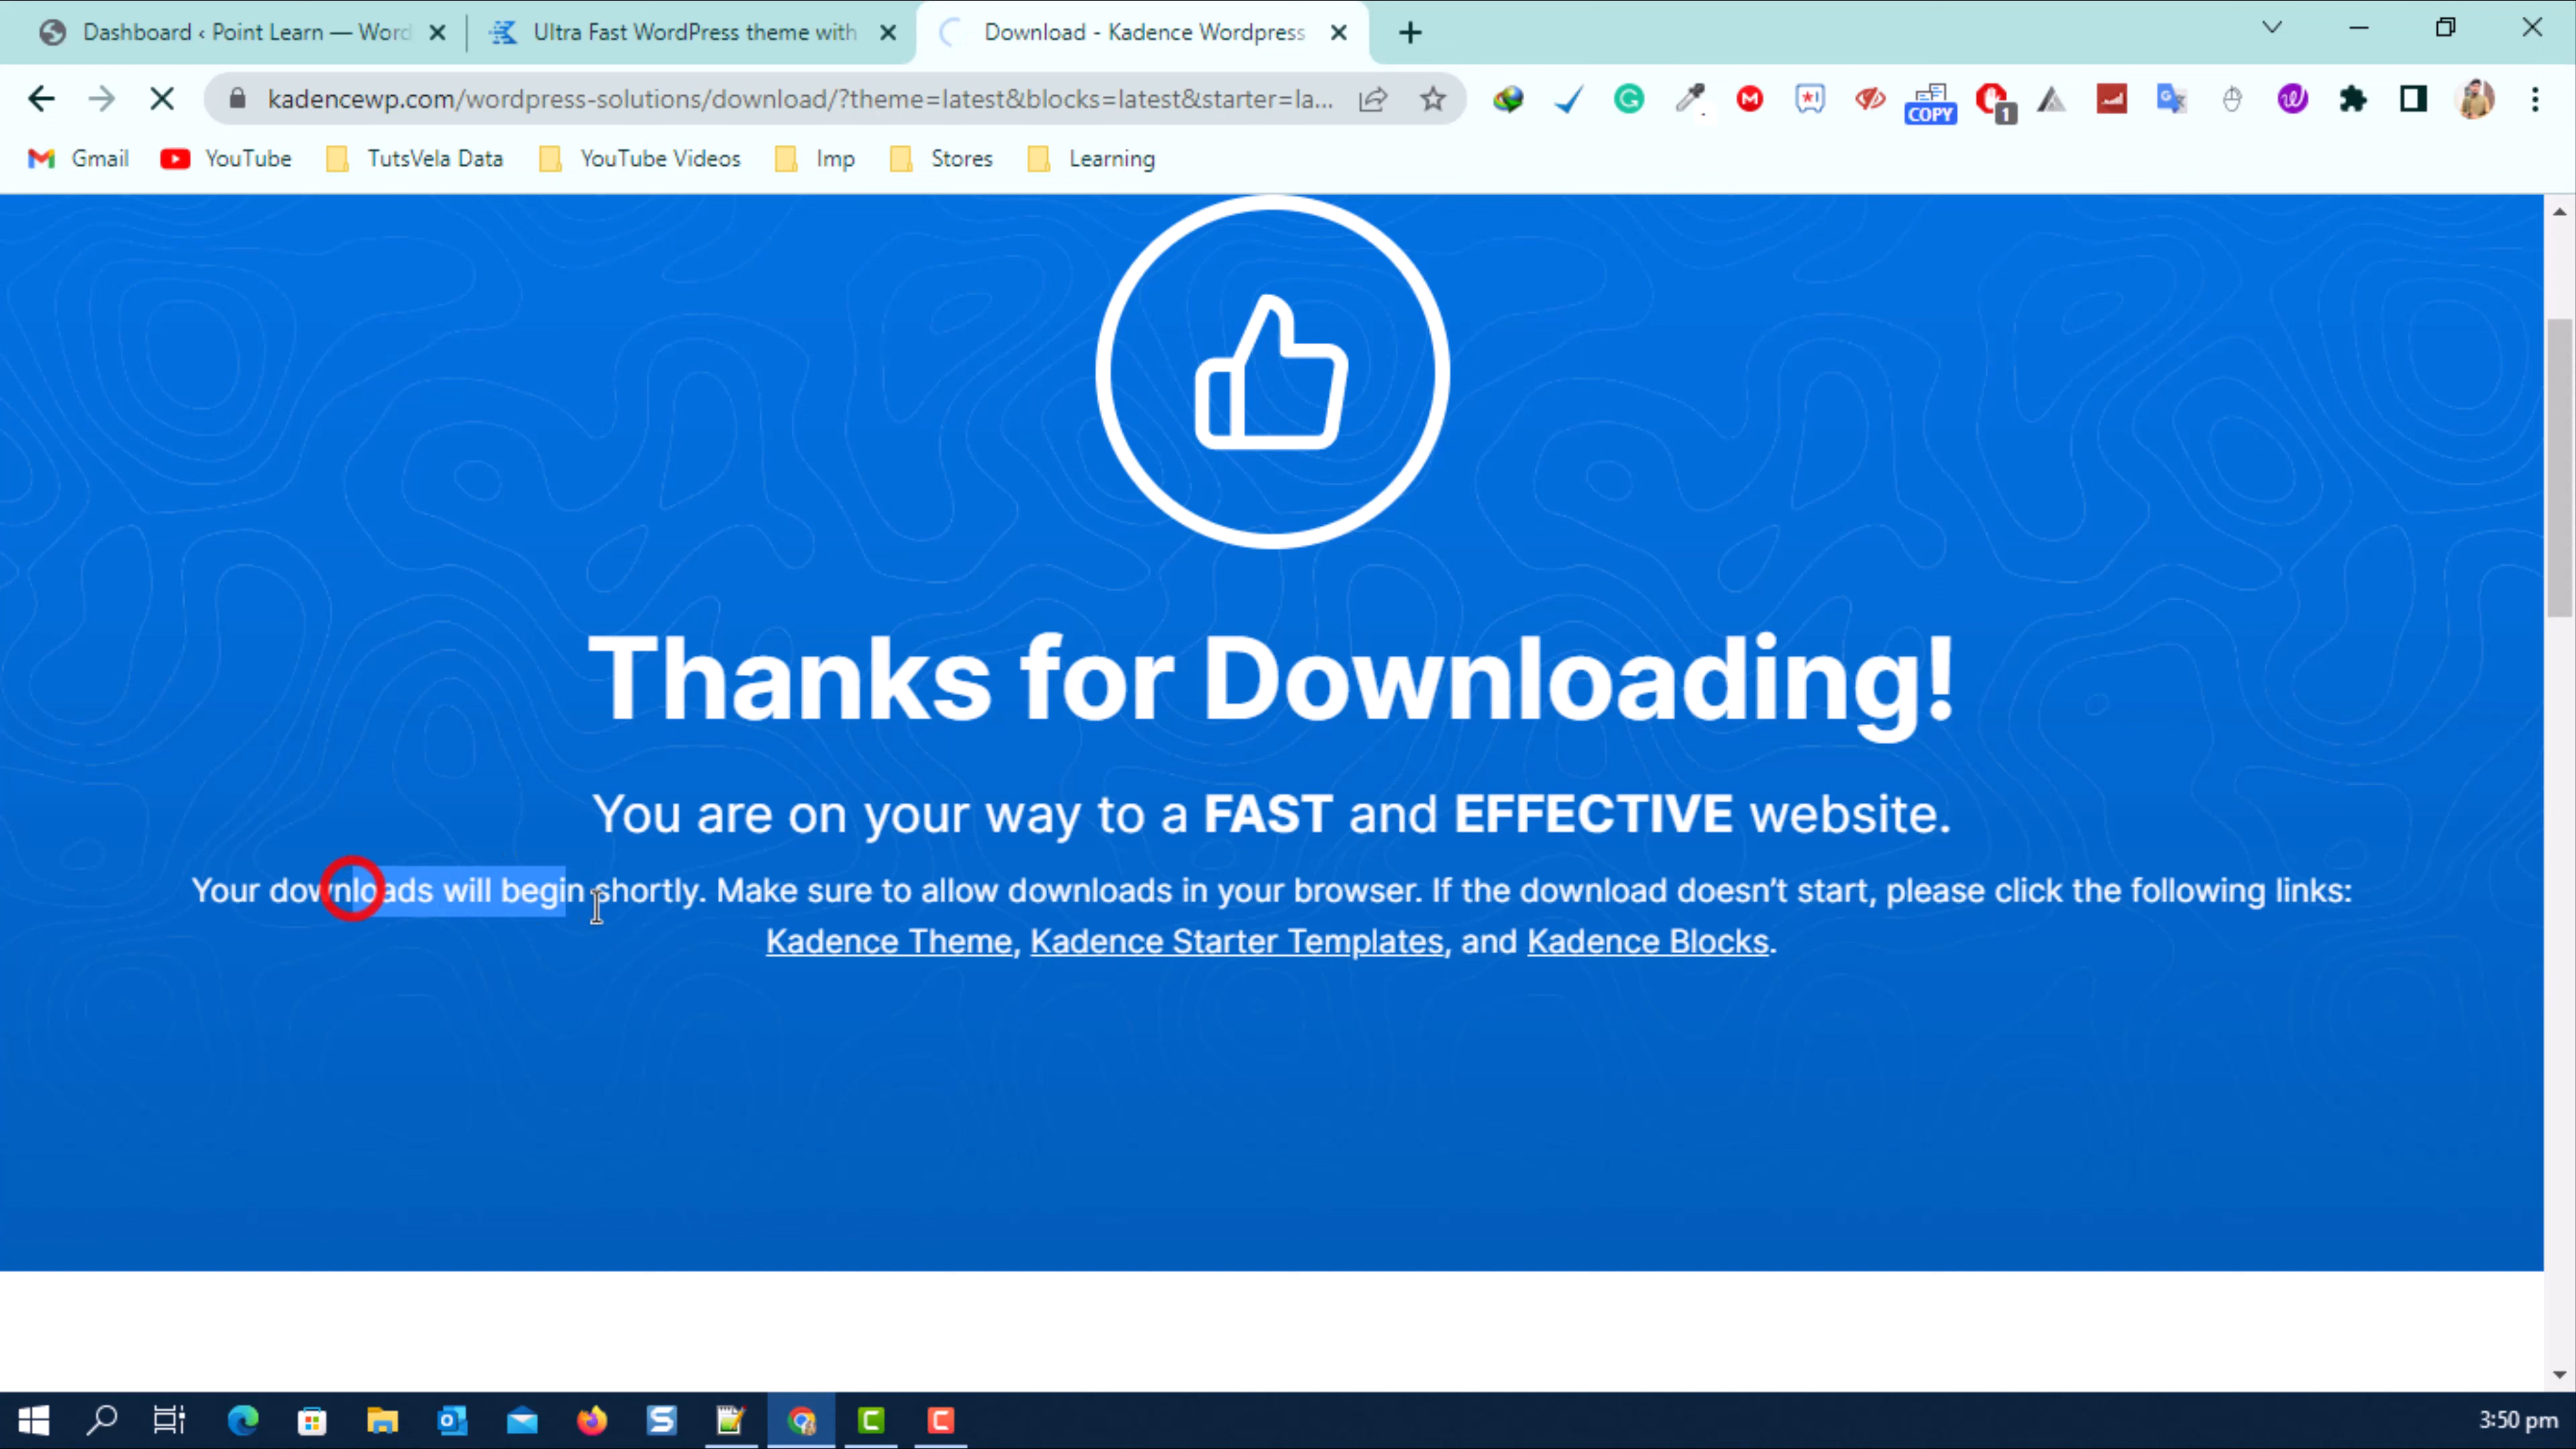 Dashboard ‹ Point Learn — Word
Ultra Fast WordPress theme with
Download - Kadence Wordpress
kadencewp.com/wordpress-solutions/download/?theme=latest&blocks=latest&starter=la...
COPY
1
Gmail
YouTube
TutsVela Data
YouTube Videos
Imp
Stores
Learning
Thanks for Downloading!
You are on your way to a FAST and EFFECTIVE website.
Your downloads will begin shortly. Make sure to allow downloads in your browser. If the download doesn't start, please click the following links:
Kadence Theme, Kadence Starter Templates, and Kadence Blocks.
3:50 pm